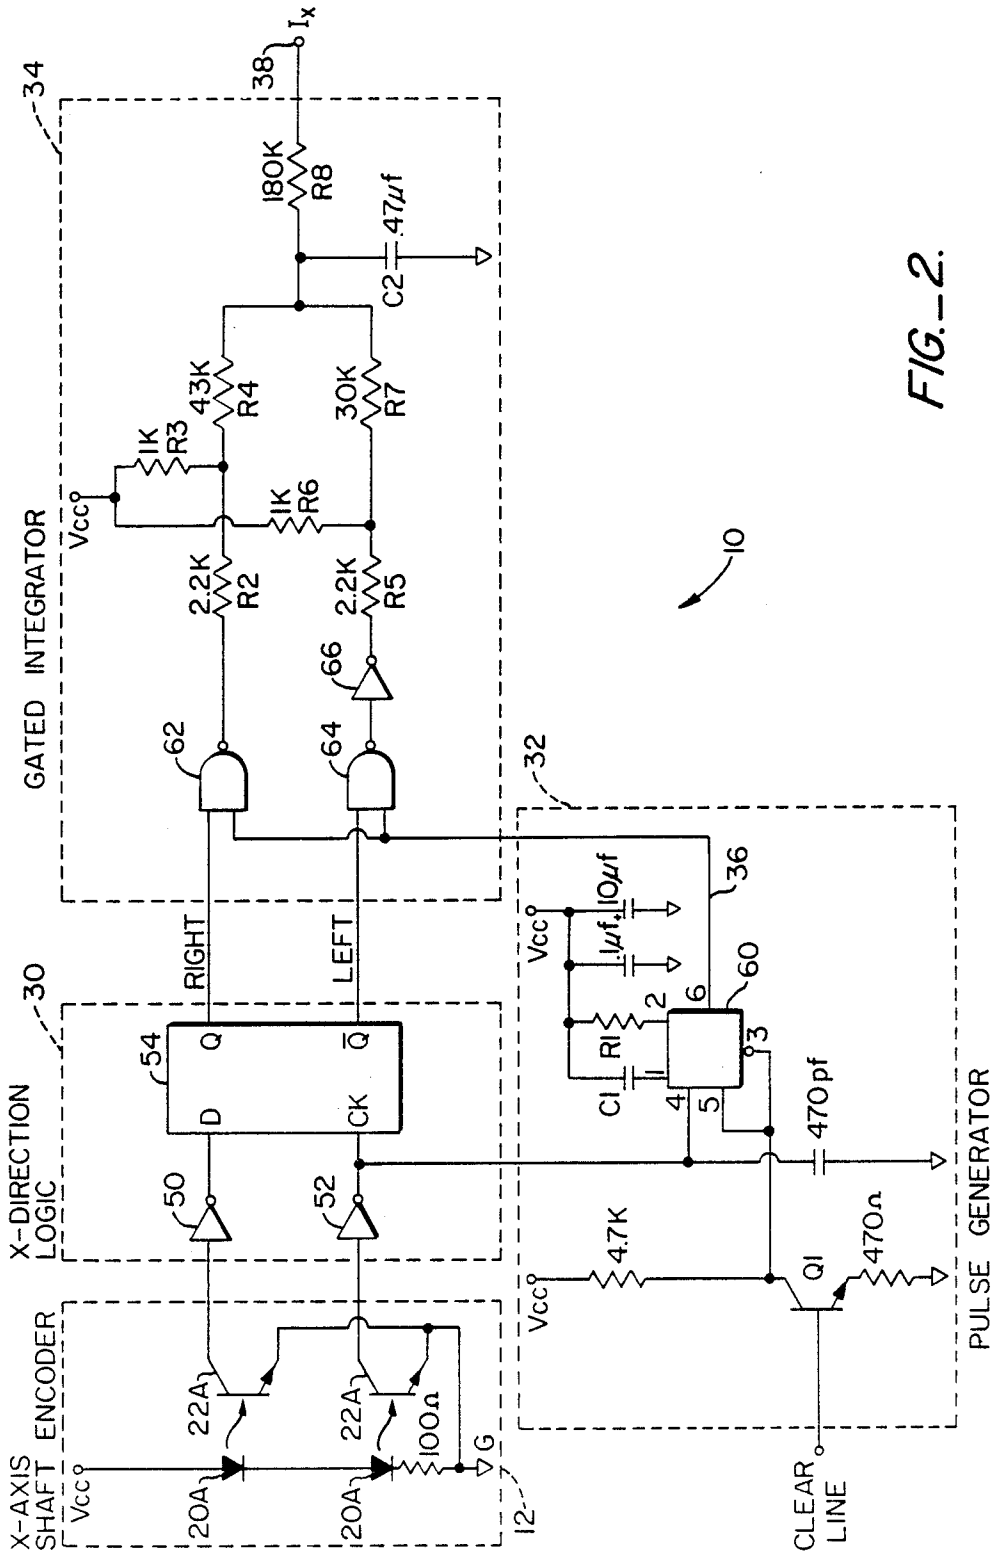 X-AXIS
SHAFT ENCODER
Vcc
20A
22A
20A
22A
100Ω
G
12
X-DIRECTION
LOGIC
30
50
52
54
D
Q
CK
Q̅
RIGHT
LEFT
GATED INTEGRATOR
34
62
64
66
2.2K
R2
2.2K
R5
Vcc
1K
R3
1K
R6
43K
R4
30K
R7
C2
.47µf
180K
R8
38
Ix
CLEAR
LINE
PULSE GENERATOR
32
Vcc
4.7K
Q1
470Ω
470pf
C1
R1
1
2
3
4
5
6
60
Vcc
.1µf
10µf
36
10
FIG._2.